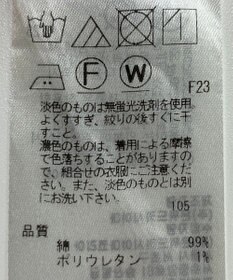 F W
F23
淡色のものは無蛍光洗剤を使用
よくすすぎ、絞りの後すぐに干
すこと。
濃色のものは、着用による摩擦
で色落ちすることがありますの
で、組合せの衣服にご注意くだ
さい。また、淡色のものとは別
にお洗い下さい。
105
品質
綿 99%
ポリウレタン 1%